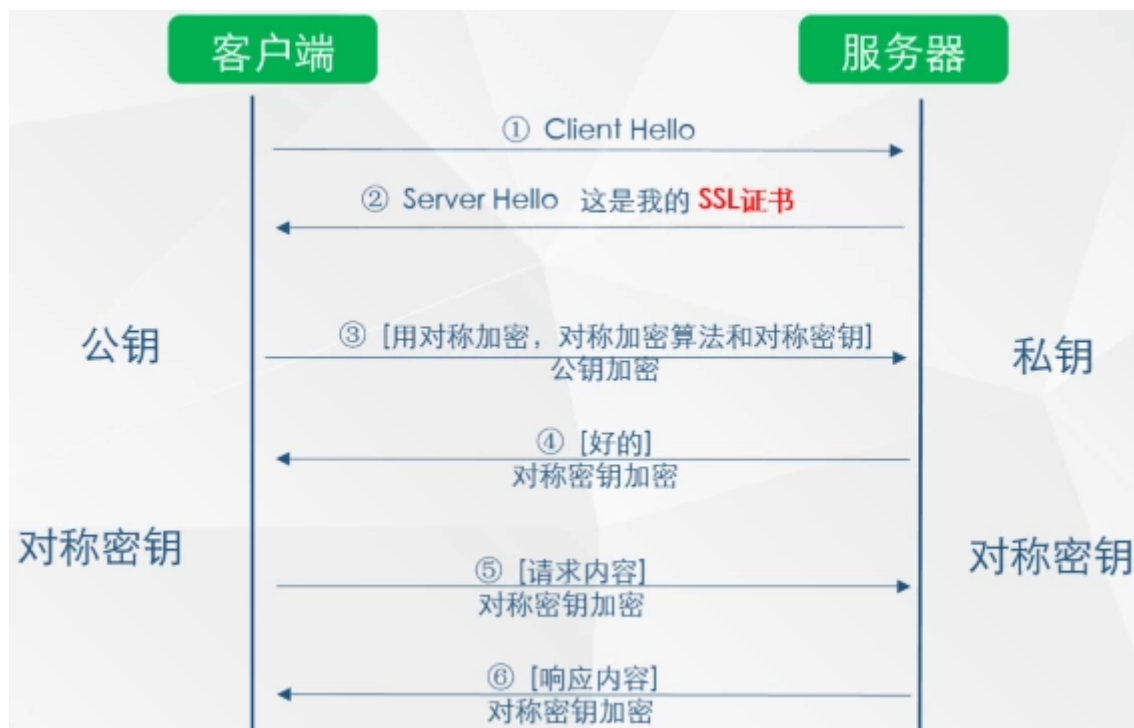 客户端
服务器
① Client Hello
② Server Hello 这是我的 SSL证书
③ [用对称加密，对称加密算法和对称密钥]
公钥加密
公钥
私钥
④ [好的]
对称密钥加密
对称密钥
对称密钥
⑤ [请求内容]
对称密钥加密
⑥ [响应内容]
对称密钥加密